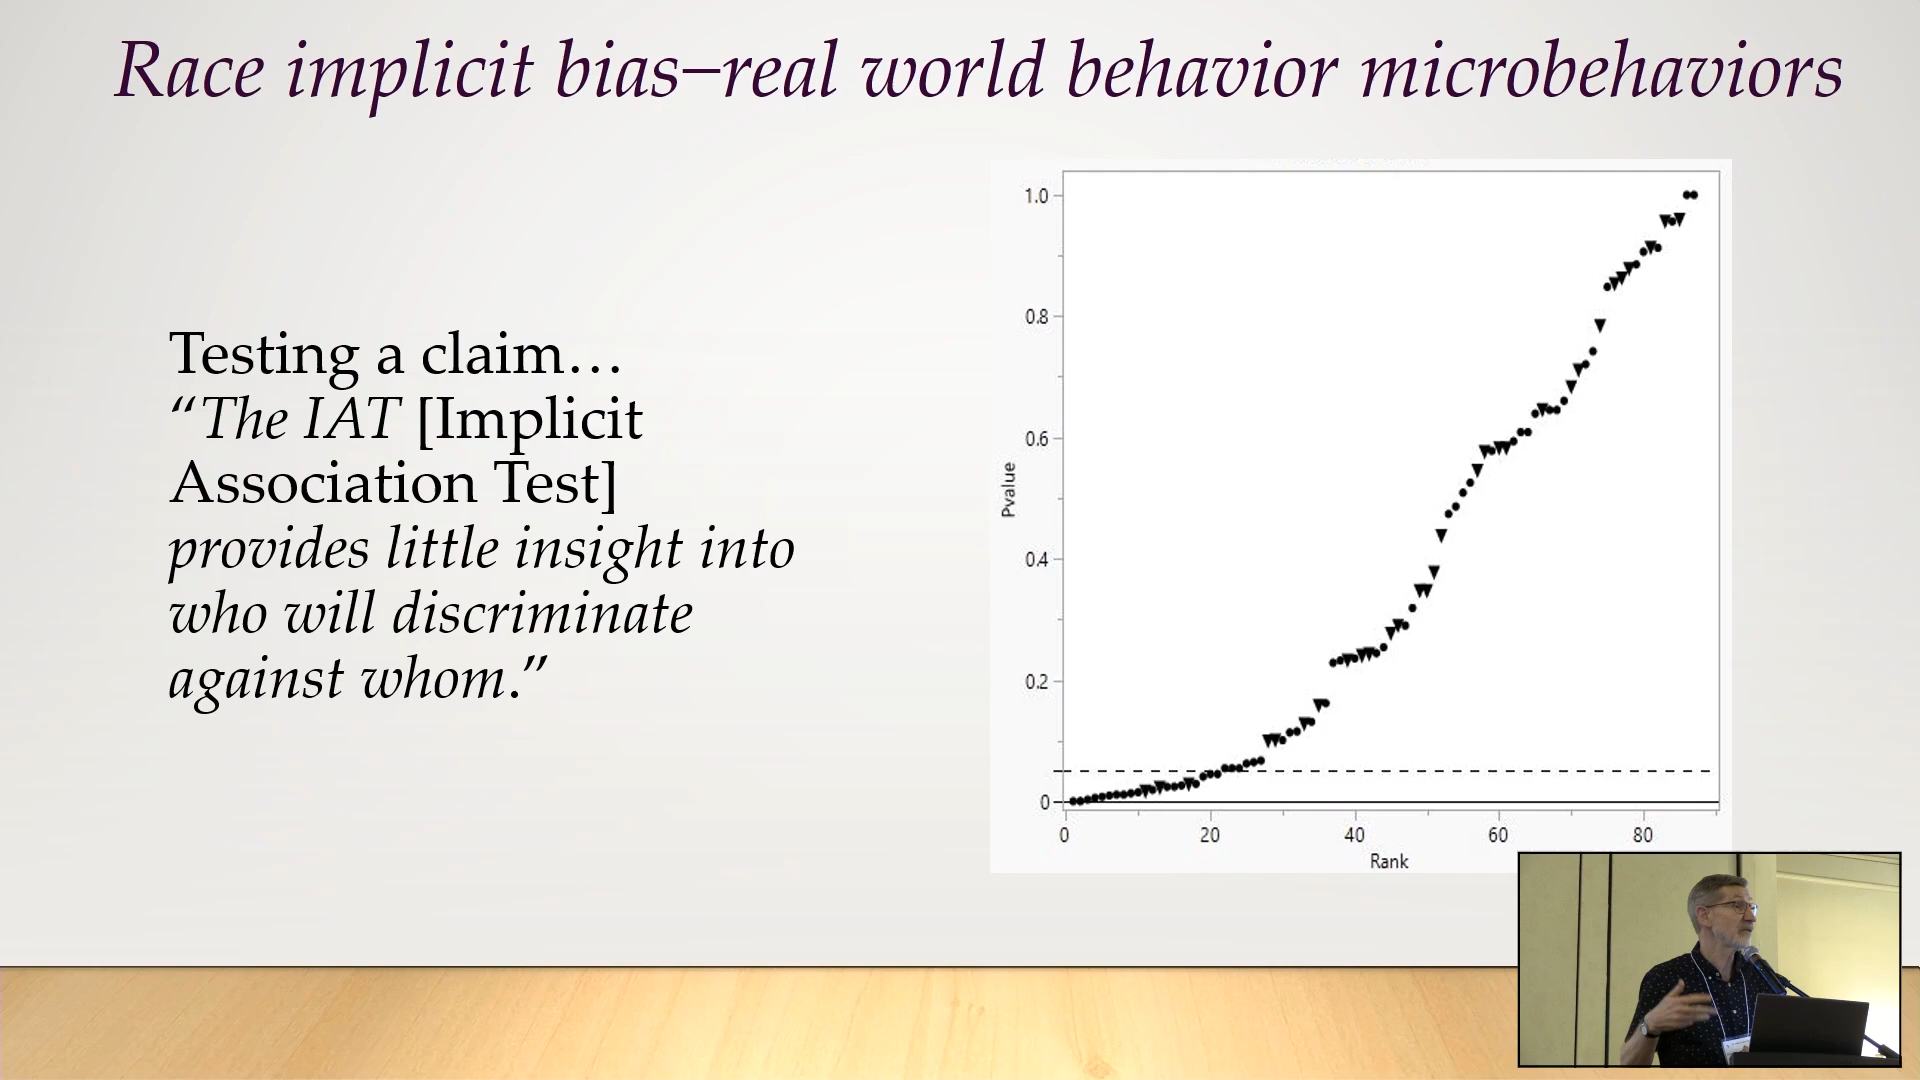 Race implicit bias–real world behavior microbehaviors
Testing a claim…
“The IAT [Implicit
Association Test]
provides little insight into
who will discriminate
against whom.”
1.0
0.8
0.6
0.4
0.2
0
Pvalue
0 20 40 60 80
Rank